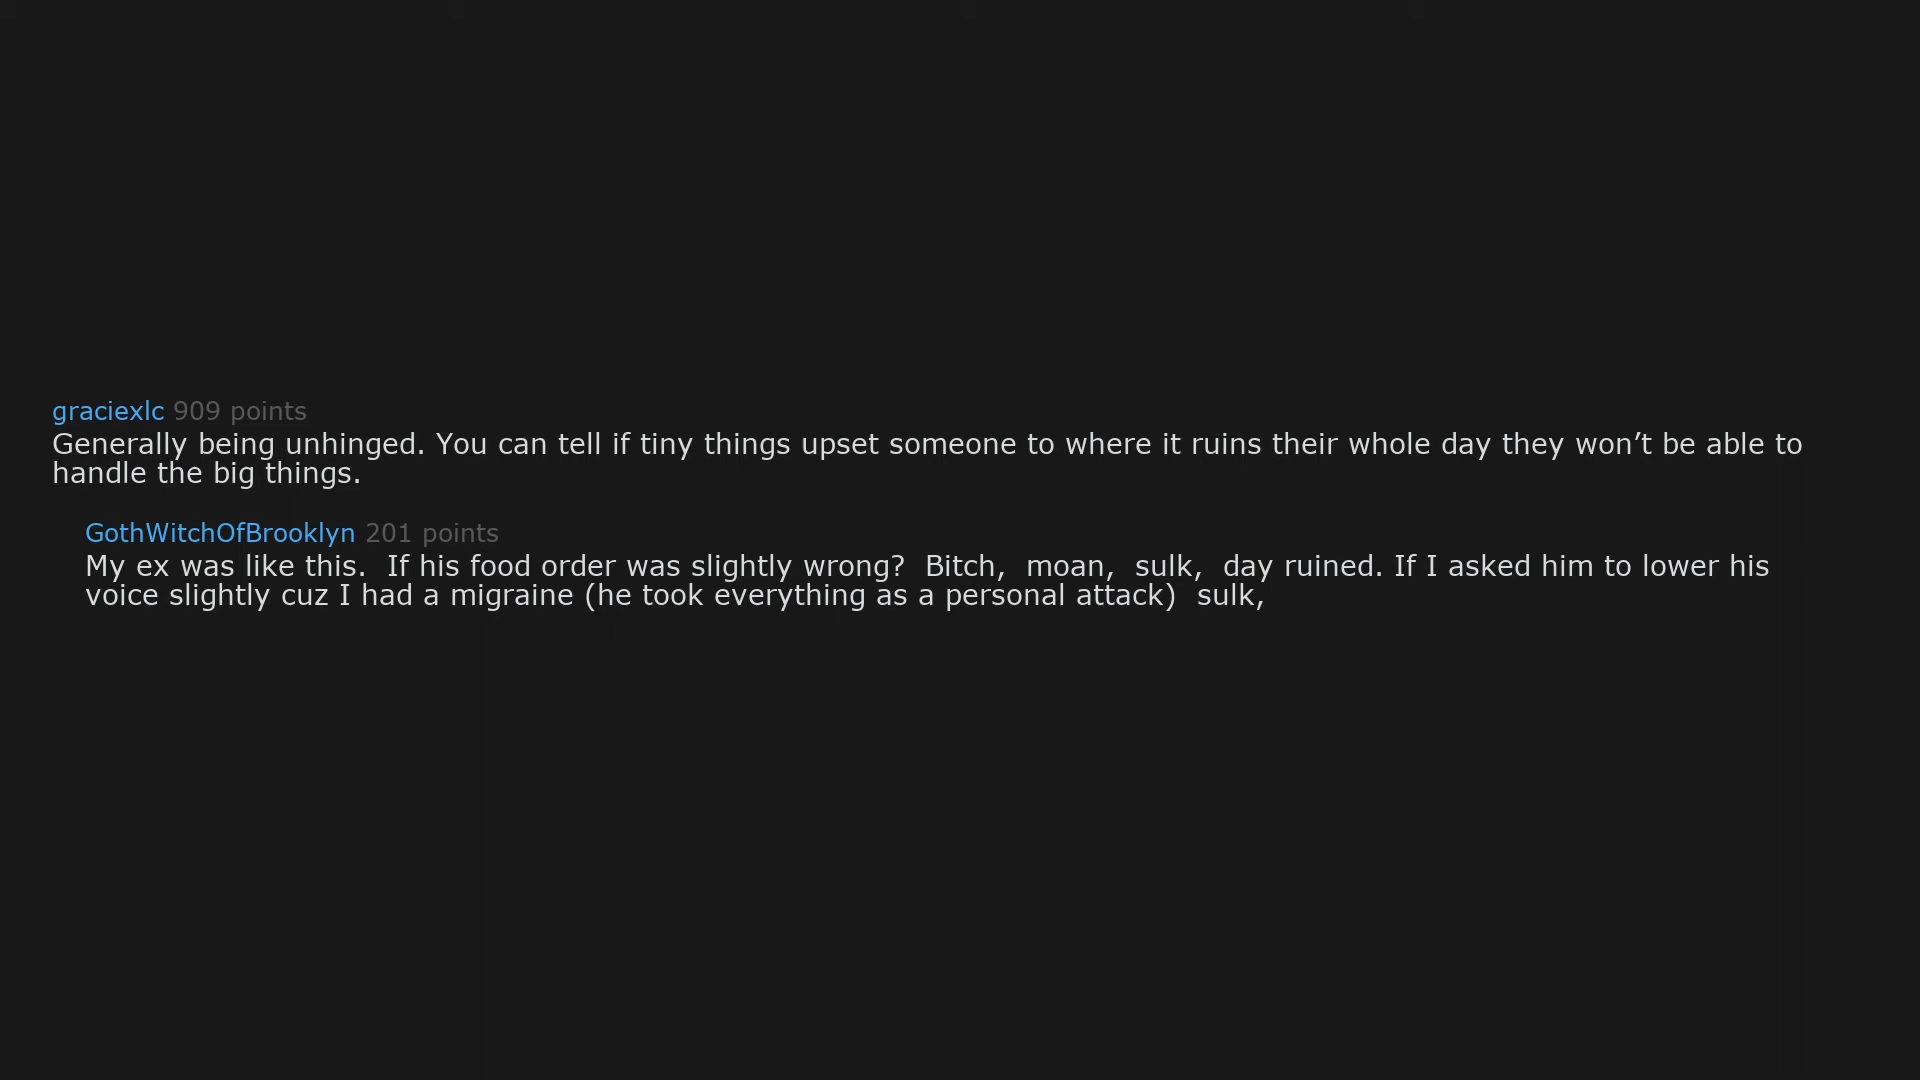 graciexlc 909 points
Generally being unhinged. You can tell if tiny things upset someone to where it ruins their whole day they won’t be able to
handle the big things.
GothWitchOfBrooklyn 201 points
My ex was like this.  If his food order was slightly wrong?  Bitch,  moan,  sulk,  day ruined. If I asked him to lower his
voice slightly cuz I had a migraine (he took everything as a personal attack)  sulk,